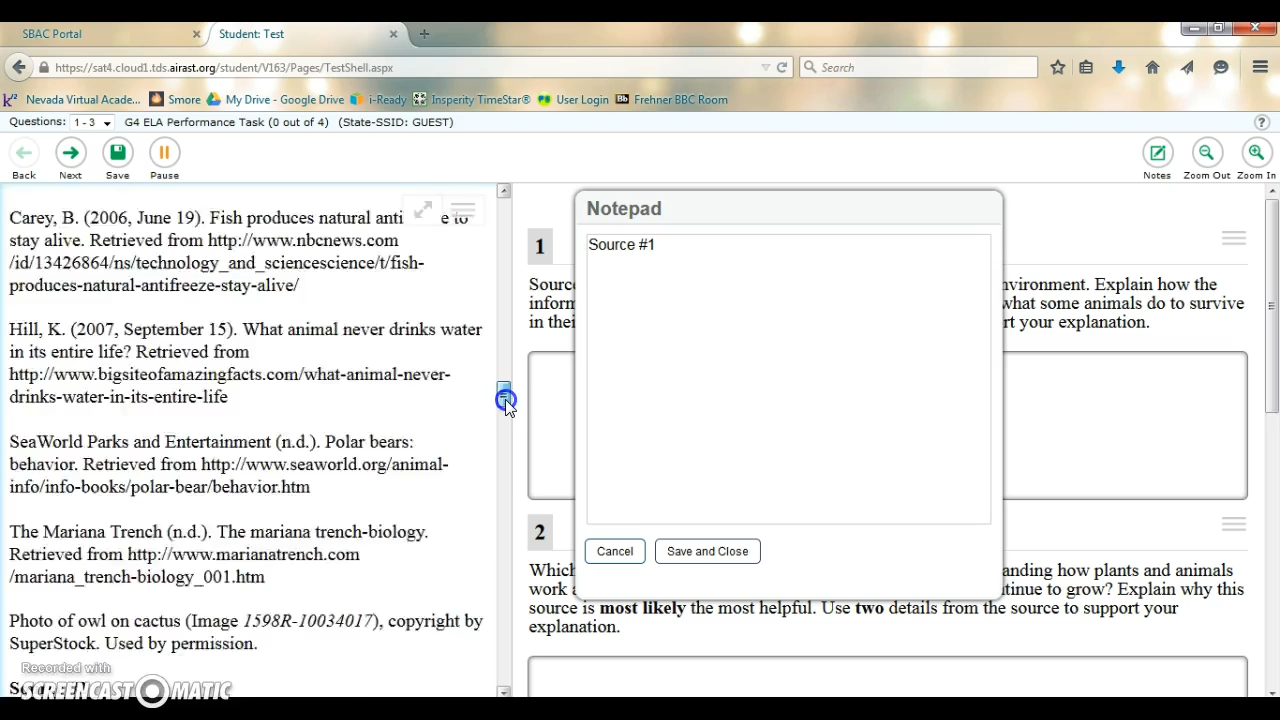 SBAC Portal
Student: Test
https://sat4.cloud1.tds.airast.org/student/V163/Pages/TestShell.aspx
Search
Nevada Virtual Acade...
Smore
My Drive - Google Drive
i-Ready
Insperity TimeStar®
User Login
Bb
Frehner BBC Room
Questions: 1 - 3
G4 ELA Performance Task (0 out of 4)
(State-SSID: GUEST)
Back
Next
Save
Pause
Notes
Zoom Out
Zoom In
Carey, B. (2006, June 19). Fish produces natural anti e to
stay alive. Retrieved from http://www.nbcnews.com
/id/13426864/ns/technology_and_sciencescience/t/fish-
produces-natural-antifreeze-stay-alive/
Hill, K. (2007, September 15). What animal never drinks water
in its entire life? Retrieved from
http://www.bigsiteofamazingfacts.com/what-animal-never-
drinks-water-in-its-entire-life
SeaWorld Parks and Entertainment (n.d.). Polar bears:
behavior. Retrieved from http://www.seaworld.org/animal-
info/info-books/polar-bear/behavior.htm
The Mariana Trench (n.d.). The mariana trench-biology.
Retrieved from http://www.marianatrench.com
/mariana_trench-biology_001.htm
Photo of owl on cactus (Image 1598R-10034017), copyright by
SuperStock. Used by permission.
Recorded with
SCREENCAST MATIC
Notepad
Source #1
Cancel
Save and Close
1
Source vironment. Explain how the
inform what some animals do to survive
in thei rt your explanation.
2
Which anding how plants and animals
work a tinue to grow? Explain why this
source is most likely the most helpful. Use two details from the source to support your
explanation.